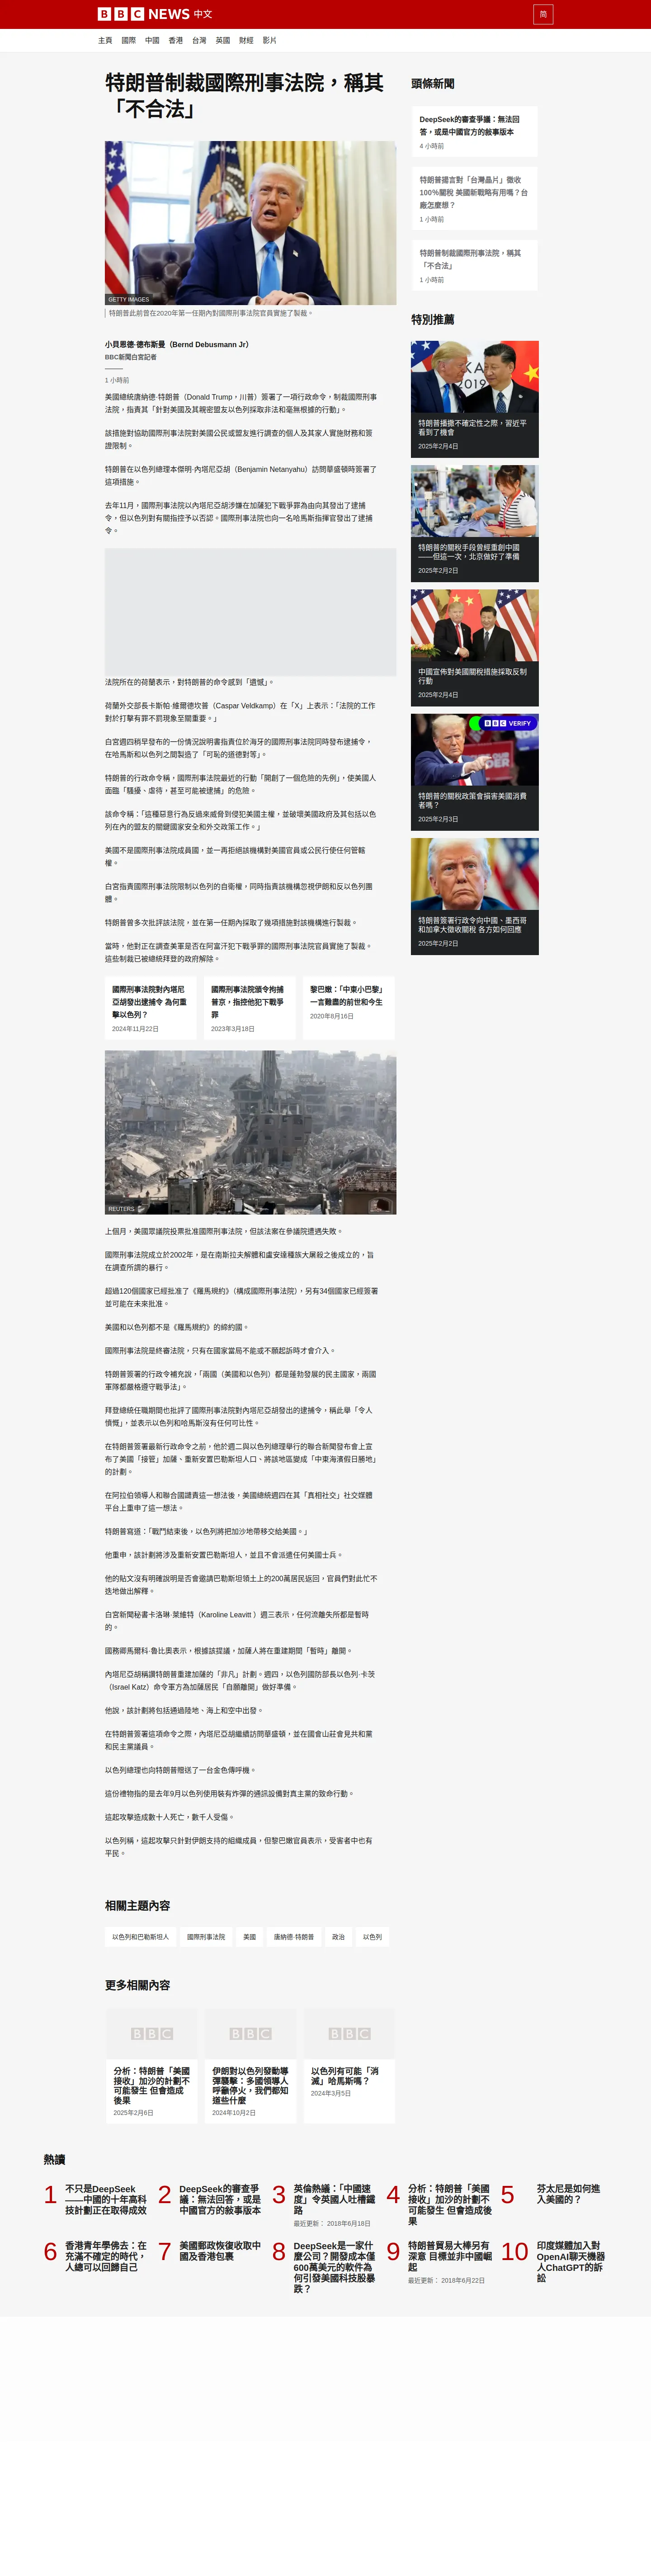 BBC NEWS 中文
简
主頁 國際 中國 香港 台灣 英國 財經 影片
特朗普制裁國際刑事法院，稱其
「不合法」
GETTY IMAGES
特朗普此前曾在2020年第一任期內對國際刑事法院官員實施了製裁。
小貝恩德·德布斯曼（Bernd Debusmann Jr）
BBC新聞白宮記者
1 小時前
美國總統唐納德·特朗普（Donald Trump，川普）簽署了一項行政命令，制裁國際刑事
法院，指責其「針對美國及其親密盟友以色列採取非法和毫無根據的行動」。
該措施對協助國際刑事法院對美國公民或盟友進行調查的個人及其家人實施財務和簽
證限制。
特朗普在以色列總理本傑明·內塔尼亞胡（Benjamin Netanyahu）訪問華盛頓時簽署了
這項措施。
去年11月，國際刑事法院以內塔尼亞胡涉嫌在加薩犯下戰爭罪為由向其發出了逮捕
令，但以色列對有關指控予以否認。國際刑事法院也向一名哈馬斯指揮官發出了逮捕
令。
法院所在的荷蘭表示，對特朗普的命令感到「遺憾」。
荷蘭外交部長卡斯帕·維爾德坎普（Caspar Veldkamp）在「X」上表示：「法院的工作
對於打擊有罪不罰現象至關重要。」
白宮週四稍早發布的一份情況說明書指責位於海牙的國際刑事法院同時發布逮捕令，
在哈馬斯和以色列之間製造了「可恥的道德對等」。
特朗普的行政命令稱，國際刑事法院最近的行動「開創了一個危險的先例」，使美國人
面臨「騷擾、虐待，甚至可能被逮捕」的危險。
該命令稱：「這種惡意行為反過來威脅到侵犯美國主權，並破壞美國政府及其包括以色
列在內的盟友的關鍵國家安全和外交政策工作。」
美國不是國際刑事法院成員國，並一再拒絕該機構對美國官員或公民行使任何管轄
權。
白宮指責國際刑事法院限制以色列的自衛權，同時指責該機構忽視伊朗和反以色列團
體。
特朗普曾多次批評該法院，並在第一任期內採取了幾項措施對該機構進行製裁。
當時，他對正在調查美軍是否在阿富汗犯下戰爭罪的國際刑事法院官員實施了製裁。
這些制裁已被總統拜登的政府解除。
國際刑事法院對內塔尼
亞胡發出逮捕令 為何重
擊以色列？
2024年11月22日
國際刑事法院頒令拘捕
普京，指控他犯下戰爭
罪
2023年3月18日
黎巴嫩：「中東小巴黎」
一言難盡的前世和今生
2020年8月16日
REUTERS
上個月，美國眾議院投票批准國際刑事法院，但該法案在參議院遭遇失敗。
國際刑事法院成立於2002年，是在南斯拉夫解體和盧安達種族大屠殺之後成立的，旨
在調查所謂的暴行。
超過120個國家已經批准了《羅馬規約》（構成國際刑事法院），另有34個國家已經簽署
並可能在未來批准。
美國和以色列都不是《羅馬規約》的締約國。
國際刑事法院是終審法院，只有在國家當局不能或不願起訴時才會介入。
特朗普簽署的行政令補充說，「兩國（美國和以色列）都是蓬勃發展的民主國家，兩國
軍隊都嚴格遵守戰爭法」。
拜登總統任職期間也批評了國際刑事法院對內塔尼亞胡發出的逮捕令，稱此舉「令人
憤慨」，並表示以色列和哈馬斯沒有任何可比性。
在特朗普簽署最新行政命令之前，他於週二與以色列總理舉行的聯合新聞發布會上宣
布了美國「接管」加薩、重新安置巴勒斯坦人口、將該地區變成「中東海濱假日勝地」
的計劃。
在阿拉伯領導人和聯合國譴責這一想法後，美國總統週四在其「真相社交」社交媒體
平台上重申了這一想法。
特朗普寫道：「戰鬥結束後，以色列將把加沙地帶移交給美國。」
他重申，該計劃將涉及重新安置巴勒斯坦人，並且不會派遣任何美國士兵。
他的貼文沒有明確說明是否會邀請巴勒斯坦領土上的200萬居民返回，官員們對此忙不
迭地做出解釋。
白宮新聞秘書卡洛琳·萊維特（Karoline Leavitt ）週三表示，任何流離失所都是暫時
的。
國務卿馬爾科·魯比奧表示，根據該提議，加薩人將在重建期間「暫時」離開。
內塔尼亞胡稱讚特朗普重建加薩的「非凡」計劃。週四，以色列國防部長以色列·卡茨
（Israel Katz）命令軍方為加薩居民「自願離開」做好準備。
他說，該計劃將包括通過陸地、海上和空中出發。
在特朗普簽署這項命令之際，內塔尼亞胡繼續訪問華盛頓，並在國會山莊會見共和黨
和民主黨議員。
以色列總理也向特朗普贈送了一台金色傳呼機。
這份禮物指的是去年9月以色列使用裝有炸彈的通訊設備對真主黨的致命行動。
這起攻擊造成數十人死亡，數千人受傷。
以色列稱，這起攻擊只針對伊朗支持的組織成員，但黎巴嫩官員表示，受害者中也有
平民。
相關主題內容
以色列和巴勒斯坦人 國際刑事法院 美國 唐納德·特朗普 政治 以色列
更多相關內容
BBC
分析：特朗普「美國
接收」加沙的計劃不
可能發生 但會造成
後果
2025年2月6日
BBC
伊朗對以色列發動導
彈襲擊：多國領導人
呼籲停火，我們都知
道些什麼
2024年10月2日
BBC
以色列有可能「消
滅」哈馬斯嗎？
2024年3月5日
頭條新聞
DeepSeek的審查爭議：無法回
答，或是中國官方的敘事版本
4 小時前
特朗普揚言對「台灣晶片」徵收
100％關稅 美國新戰略有用嗎？台
廠怎麼想？
1 小時前
特朗普制裁國際刑事法院，稱其
「不合法」
1 小時前
特別推薦
特朗普播撒不確定性之際，習近平
看到了機會
2025年2月4日
特朗普的關稅手段曾經重創中國
——但這一次，北京做好了準備
2025年2月2日
中國宣佈對美國關稅措施採取反制
行動
2025年2月4日
BBC VERIFY
特朗普的關稅政策會損害美國消費
者嗎？
2025年2月3日
特朗普簽署行政令向中國、墨西哥
和加拿大徵收關稅 各方如何回應
2025年2月2日
熱讀
1
不只是DeepSeek
——中國的十年高科
技計劃正在取得成效
2
DeepSeek的審查爭
議：無法回答，或是
中國官方的敘事版本
3
英倫熱議：「中國速
度」令英國人吐槽鐵
路
最近更新： 2018年6月18日
4
分析：特朗普「美國
接收」加沙的計劃不
可能發生 但會造成後
果
5
芬太尼是如何進
入美國的？
6
香港青年學佛去：在
充滿不確定的時代，
人總可以回歸自己
7
美國郵政恢復收取中
國及香港包裹
8
DeepSeek是一家什
麼公司？開發成本僅
600萬美元的軟件為
何引發美國科技股暴
跌？
9
特朗普貿易大棒另有
深意 目標並非中國崛
起
最近更新： 2018年6月22日
10
印度媒體加入對
OpenAI聊天機器
人ChatGPT的訴
訟